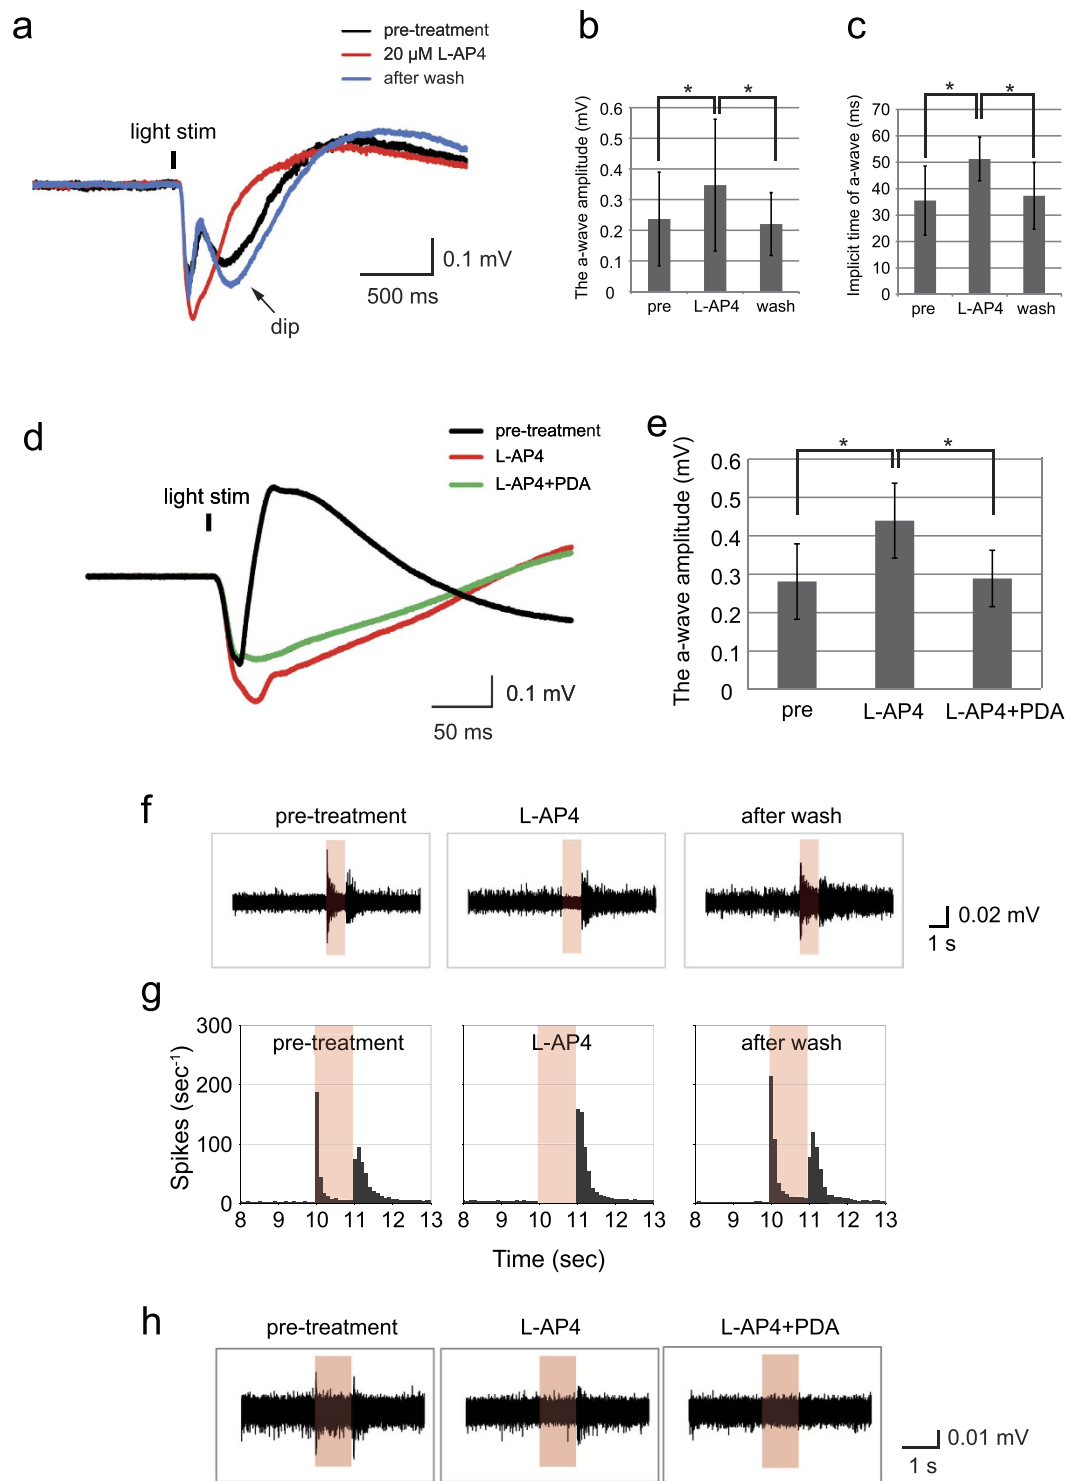 a
pre-treatment
20 µM L-AP4
after wash
light stim
0.1 mV
500 ms
dip
b
The a-wave amplitude (mV)
0.6
0.5
0.4
0.3
0.2
0.1
0
* *
pre L-AP4 wash
c
Implicit time of a-wave (ms)
70
60
50
40
30
20
10
0
* *
pre L-AP4 wash
d
pre-treatment
L-AP4
L-AP4+PDA
light stim
0.1 mV
50 ms
e
The a-wave amplitude (mV)
0.6
0.5
0.4
0.3
0.2
0.1
0
* *
pre L-AP4 L-AP4+PDA
f
pre-treatment L-AP4 after wash
0.02 mV
1 s
g
Spikes (sec-1)
300
200
100
0
pre-treatment L-AP4 after wash
8 9 10 11 12 13 8 9 10 11 12 13 8 9 10 11 12 13
Time (sec)
h
pre-treatment L-AP4 L-AP4+PDA
0.01 mV
1 s